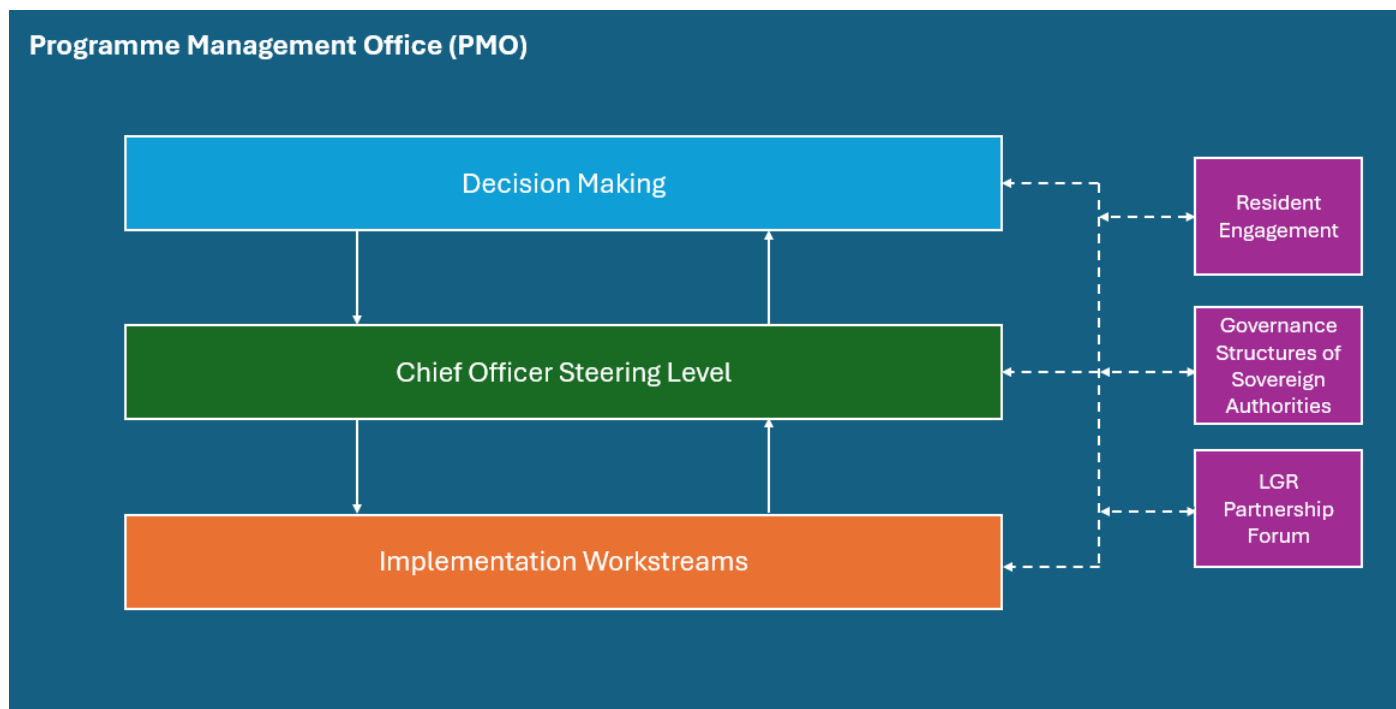 Programme Management Office (PMO)
Decision Making
Chief Officer Steering Level
Implementation Workstreams
Resident
Engagement
Governance
Structures of
Sovereign
Authorities
LGR
Partnership
Forum